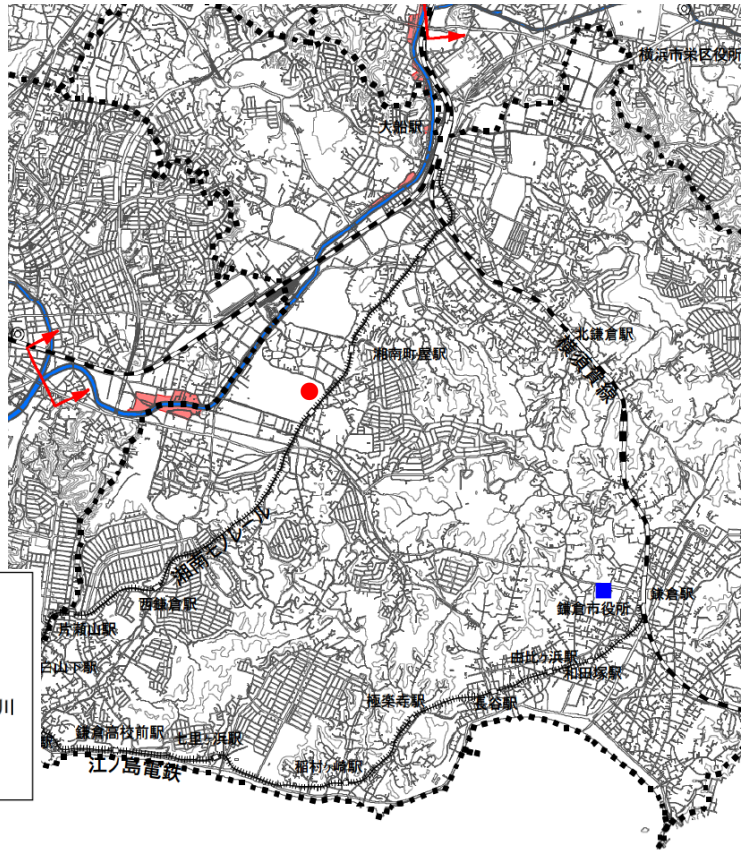 横浜市栄区役所
大船駅
北鎌倉駅
横須賀線
湘南町屋駅
湘南モノレール
西鎌倉駅
鎌倉市役所
鎌倉駅
片瀬山駅
由比ヶ浜駅
和田塚駅
白山下駅
極楽寺駅
長谷駅
川
鎌倉高校前駅
七里ヶ浜駅
稲村ヶ崎駅
江ノ島電鉄